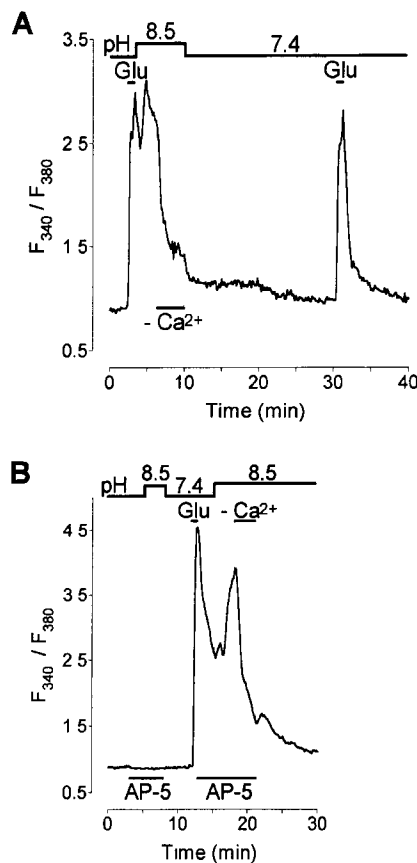 A
pH 8.5 7.4
Glu Glu
3.5
2 5
1 5
0.5
F340 / F380
- Ca2+
0 10 20 30 40
Time (min)
B
pH 8.5 7.4 8.5
Glu - Ca2+
4 5
3 5
2 5
1 5
0.5
F340 / F380
AP-5 AP-5
0 10 20 30
Time (min)